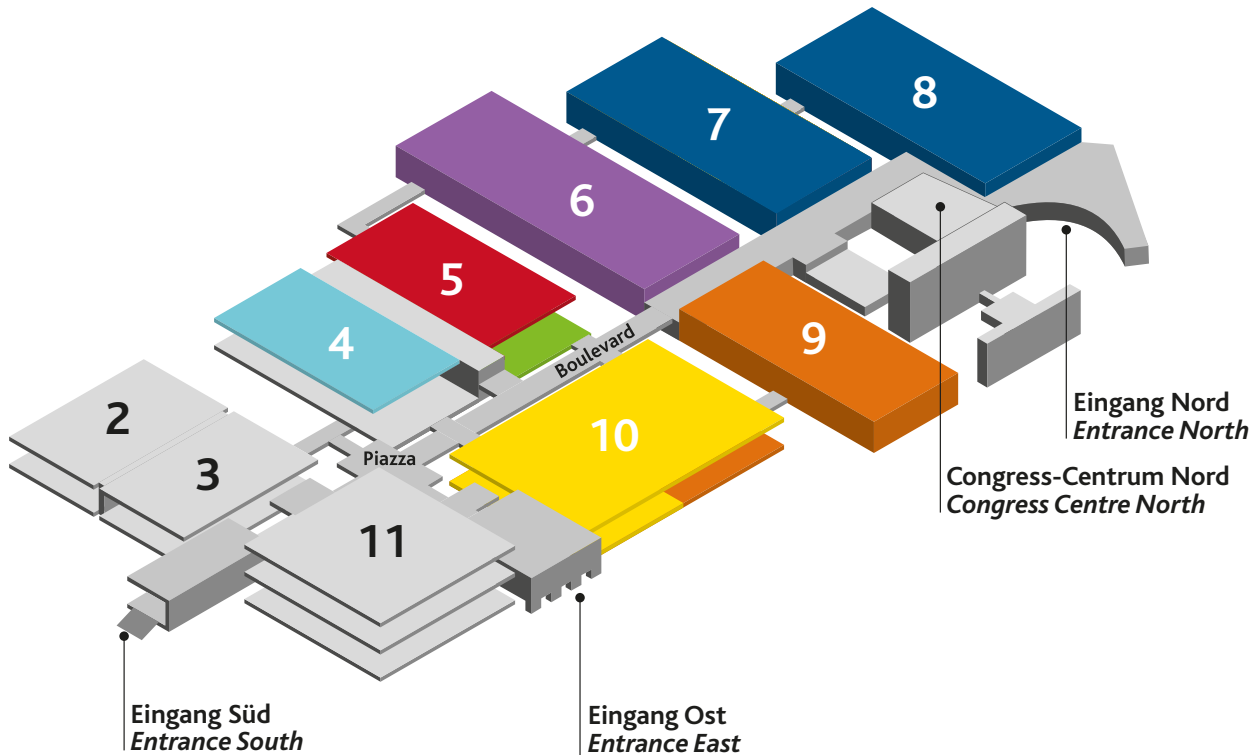 8
7
6
5
4
Boulevard
9
2
10
3
Piazza
11
Eingang Nord
Entrance North
Congress-Centrum Nord
Congress Centre North
Eingang Süd
Entrance South
Eingang Ost
Entrance East